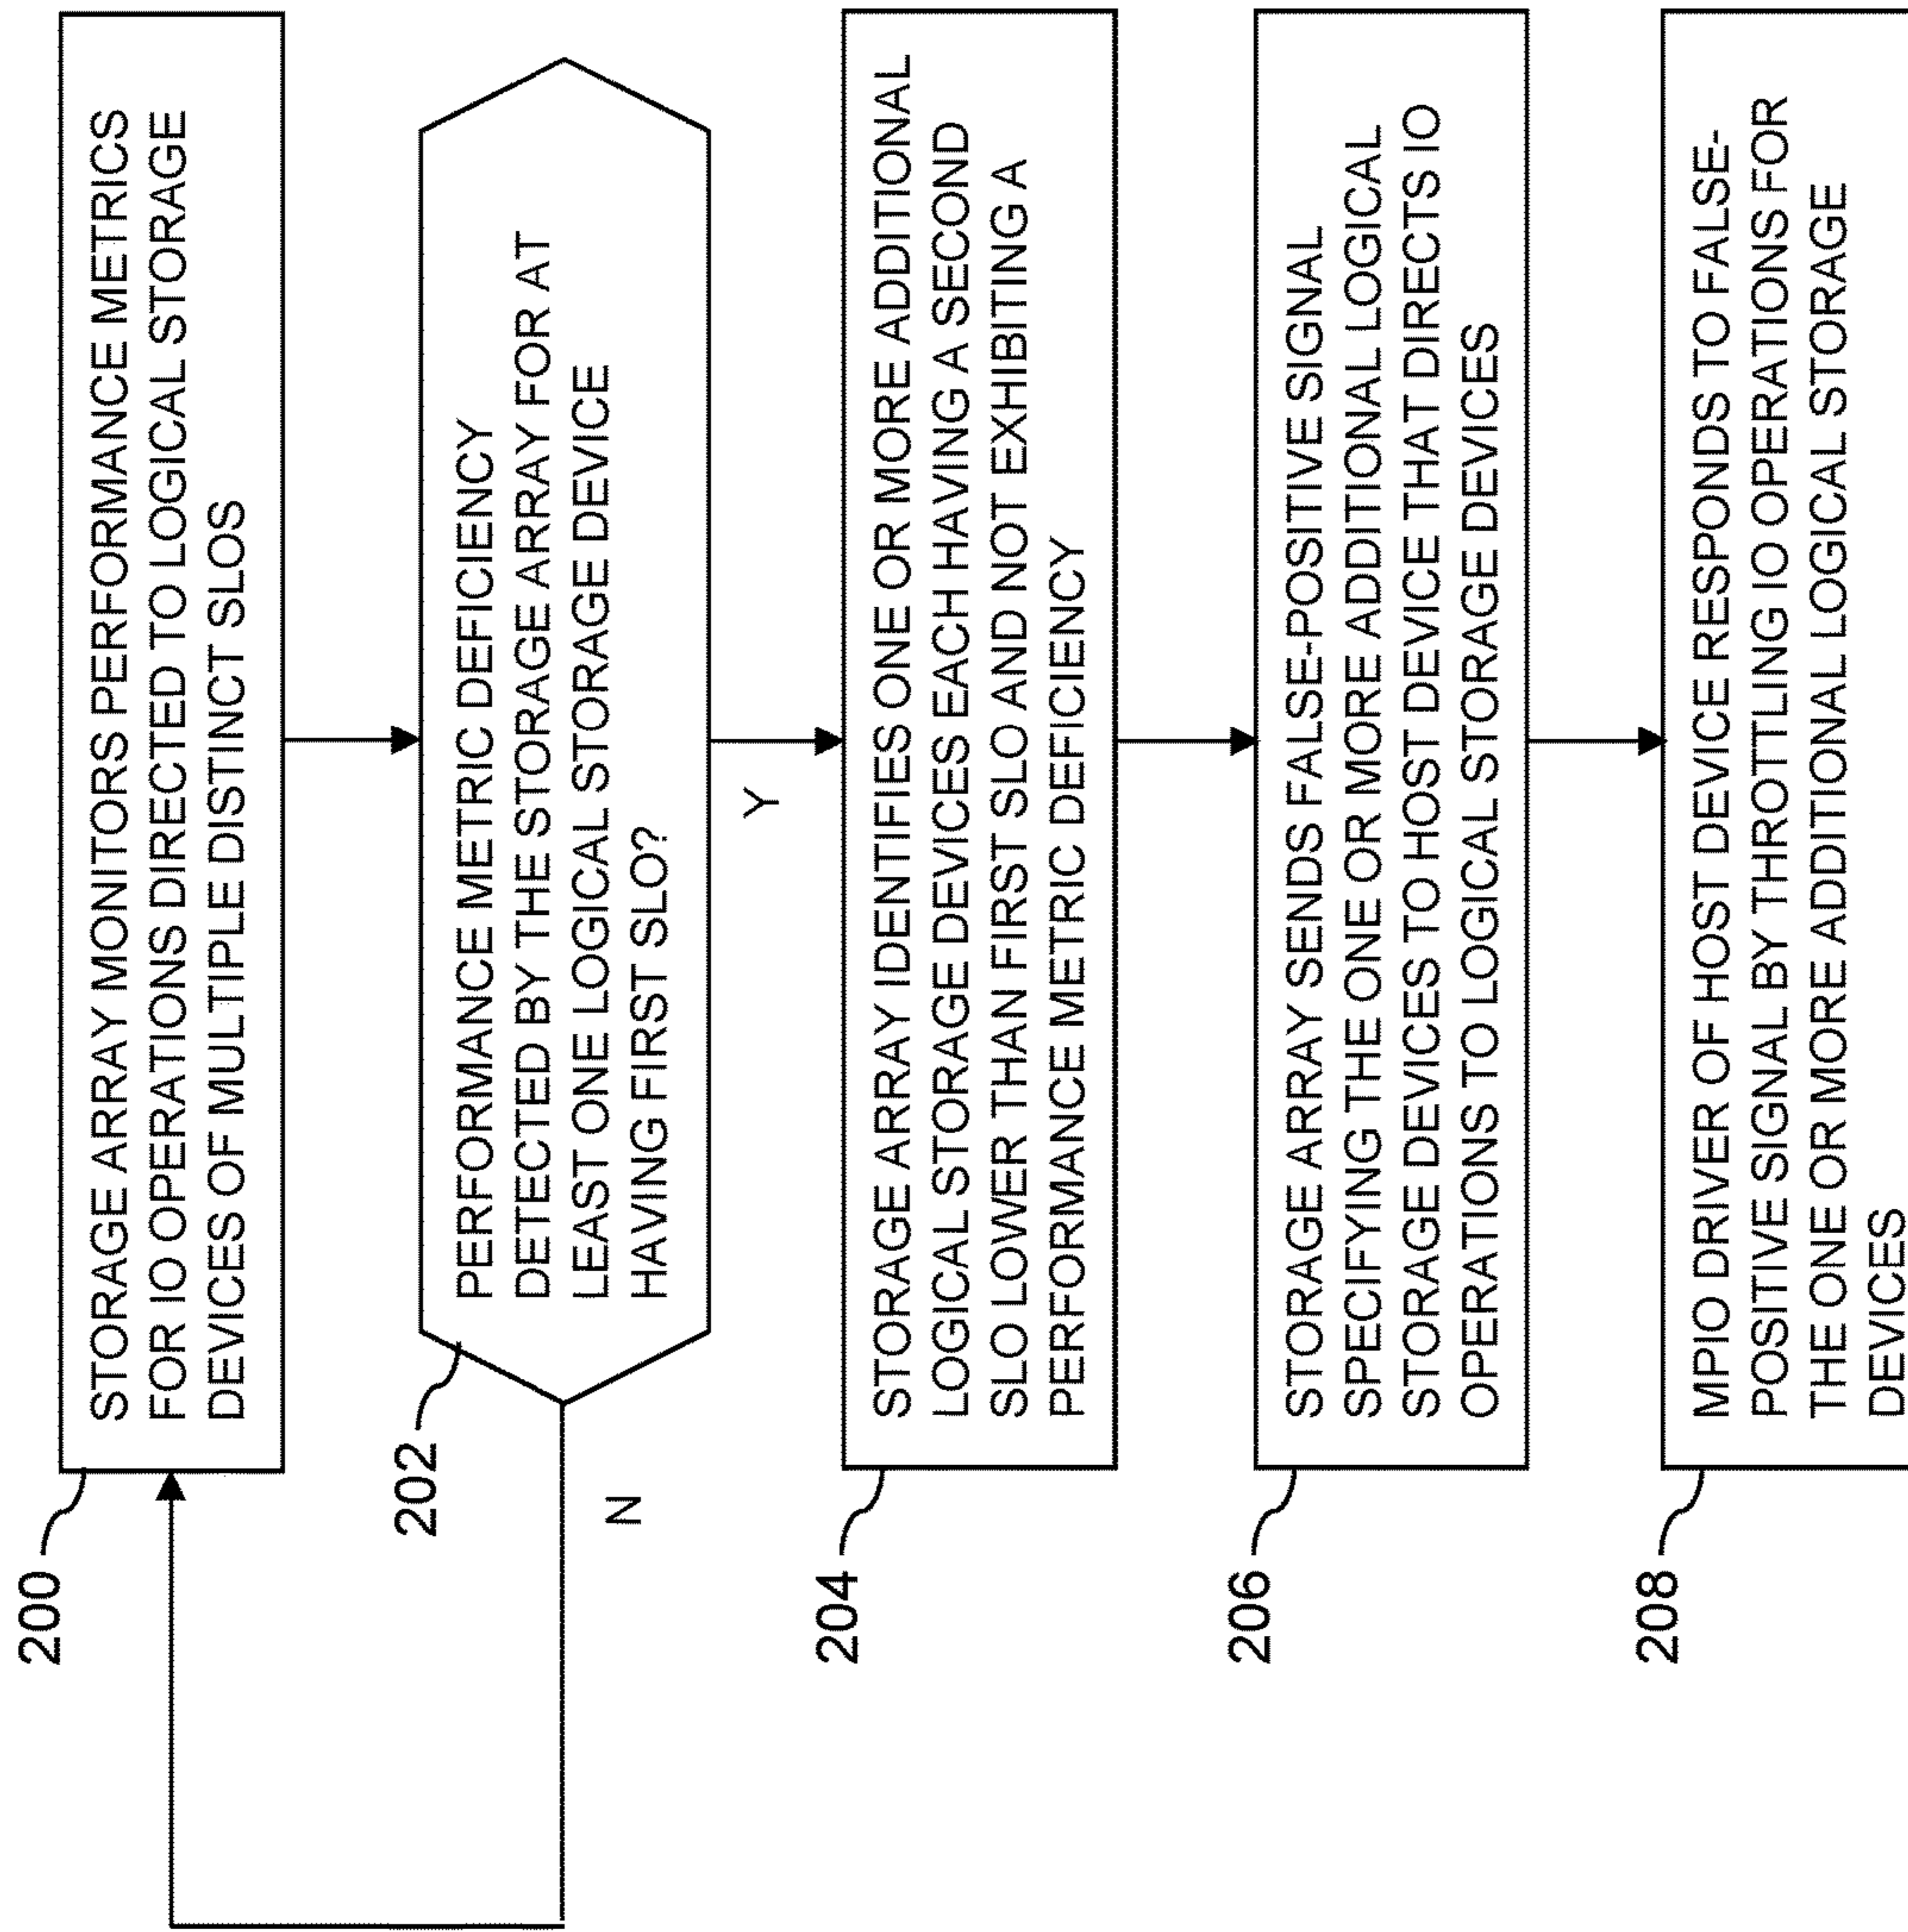 200
STORAGE ARRAY MONITORS PERFORMANCE METRICS
FOR IO OPERATIONS DIRECTED TO LOGICAL STORAGE
DEVICES OF MULTIPLE DISTINCT SLOS
202
PERFORMANCE METRIC DEFICIENCY
DETECTED BY THE STORAGE ARRAY FOR AT
LEAST ONE LOGICAL STORAGE DEVICE
HAVING FIRST SLO?
N
Y
204
STORAGE ARRAY IDENTIFIES ONE OR MORE ADDITIONAL
LOGICAL STORAGE DEVICES EACH HAVING A SECOND
SLO LOWER THAN FIRST SLO AND NOT EXHIBITING A
PERFORMANCE METRIC DEFICIENCY
206
STORAGE ARRAY SENDS FALSE-POSITIVE SIGNAL
SPECIFYING THE ONE OR MORE ADDITIONAL LOGICAL
STORAGE DEVICES TO HOST DEVICE THAT DIRECTS IO
OPERATIONS TO LOGICAL STORAGE DEVICES
208
MPIO DRIVER OF HOST DEVICE RESPONDS TO FALSE-
POSITIVE SIGNAL BY THROTTLING IO OPERATIONS FOR
THE ONE OR MORE ADDITIONAL LOGICAL STORAGE
DEVICES